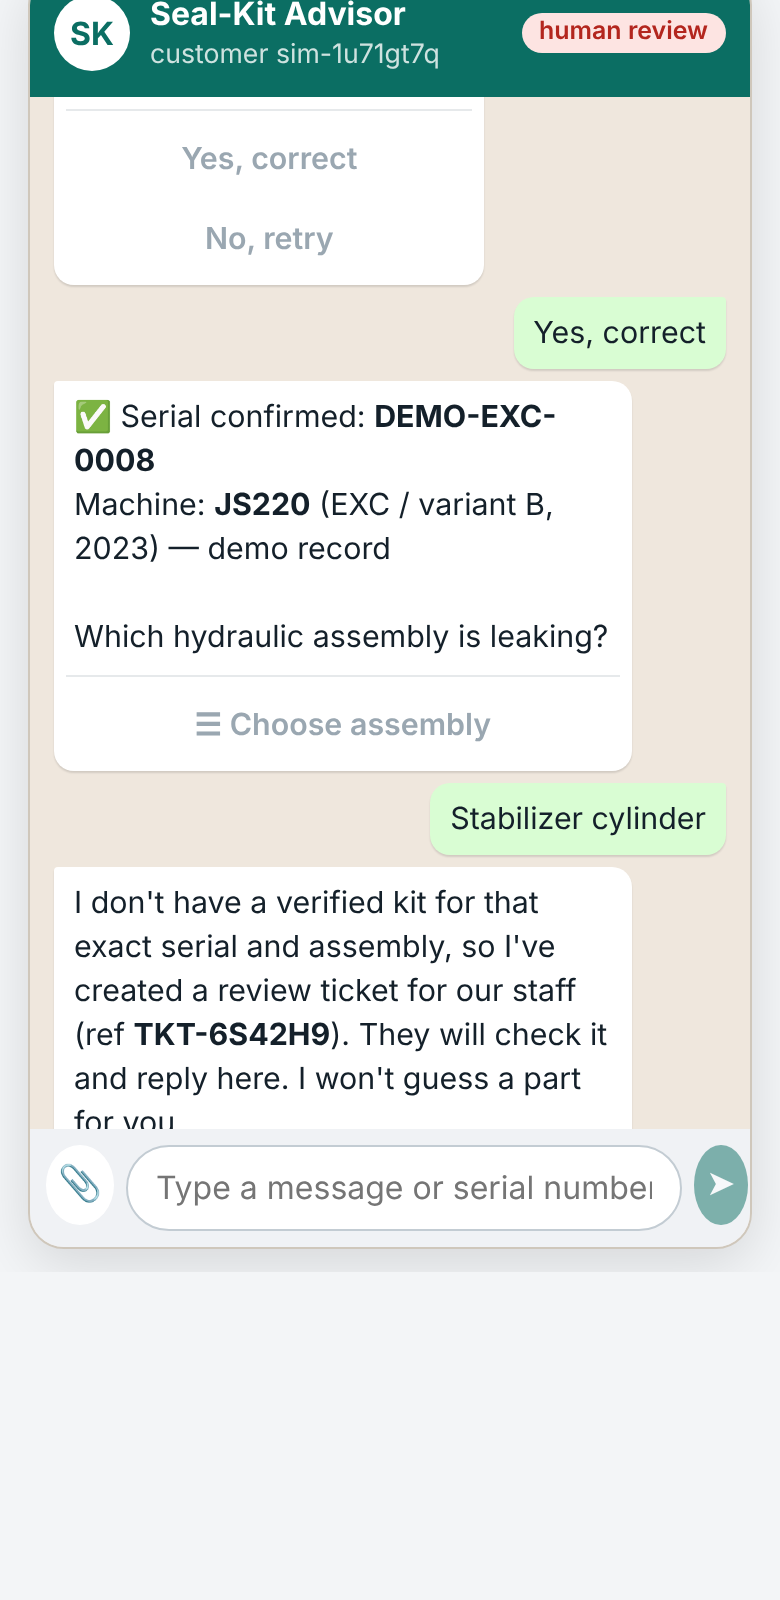 SK
Seal-Kit Advisor
customer sim-1u71gt7q
human review
Yes, correct
No, retry
Yes, correct
✅ Serial confirmed: DEMO-EXC-
0008
Machine: JS220 (EXC / variant B,
2023) — demo record
Which hydraulic assembly is leaking?
☰ Choose assembly
Stabilizer cylinder
I don't have a verified kit for that
exact serial and assembly, so I've
created a review ticket for our staff
(ref TKT-6S42H9). They will check it
and reply here. I won't guess a part
for you
Type a message or serial number